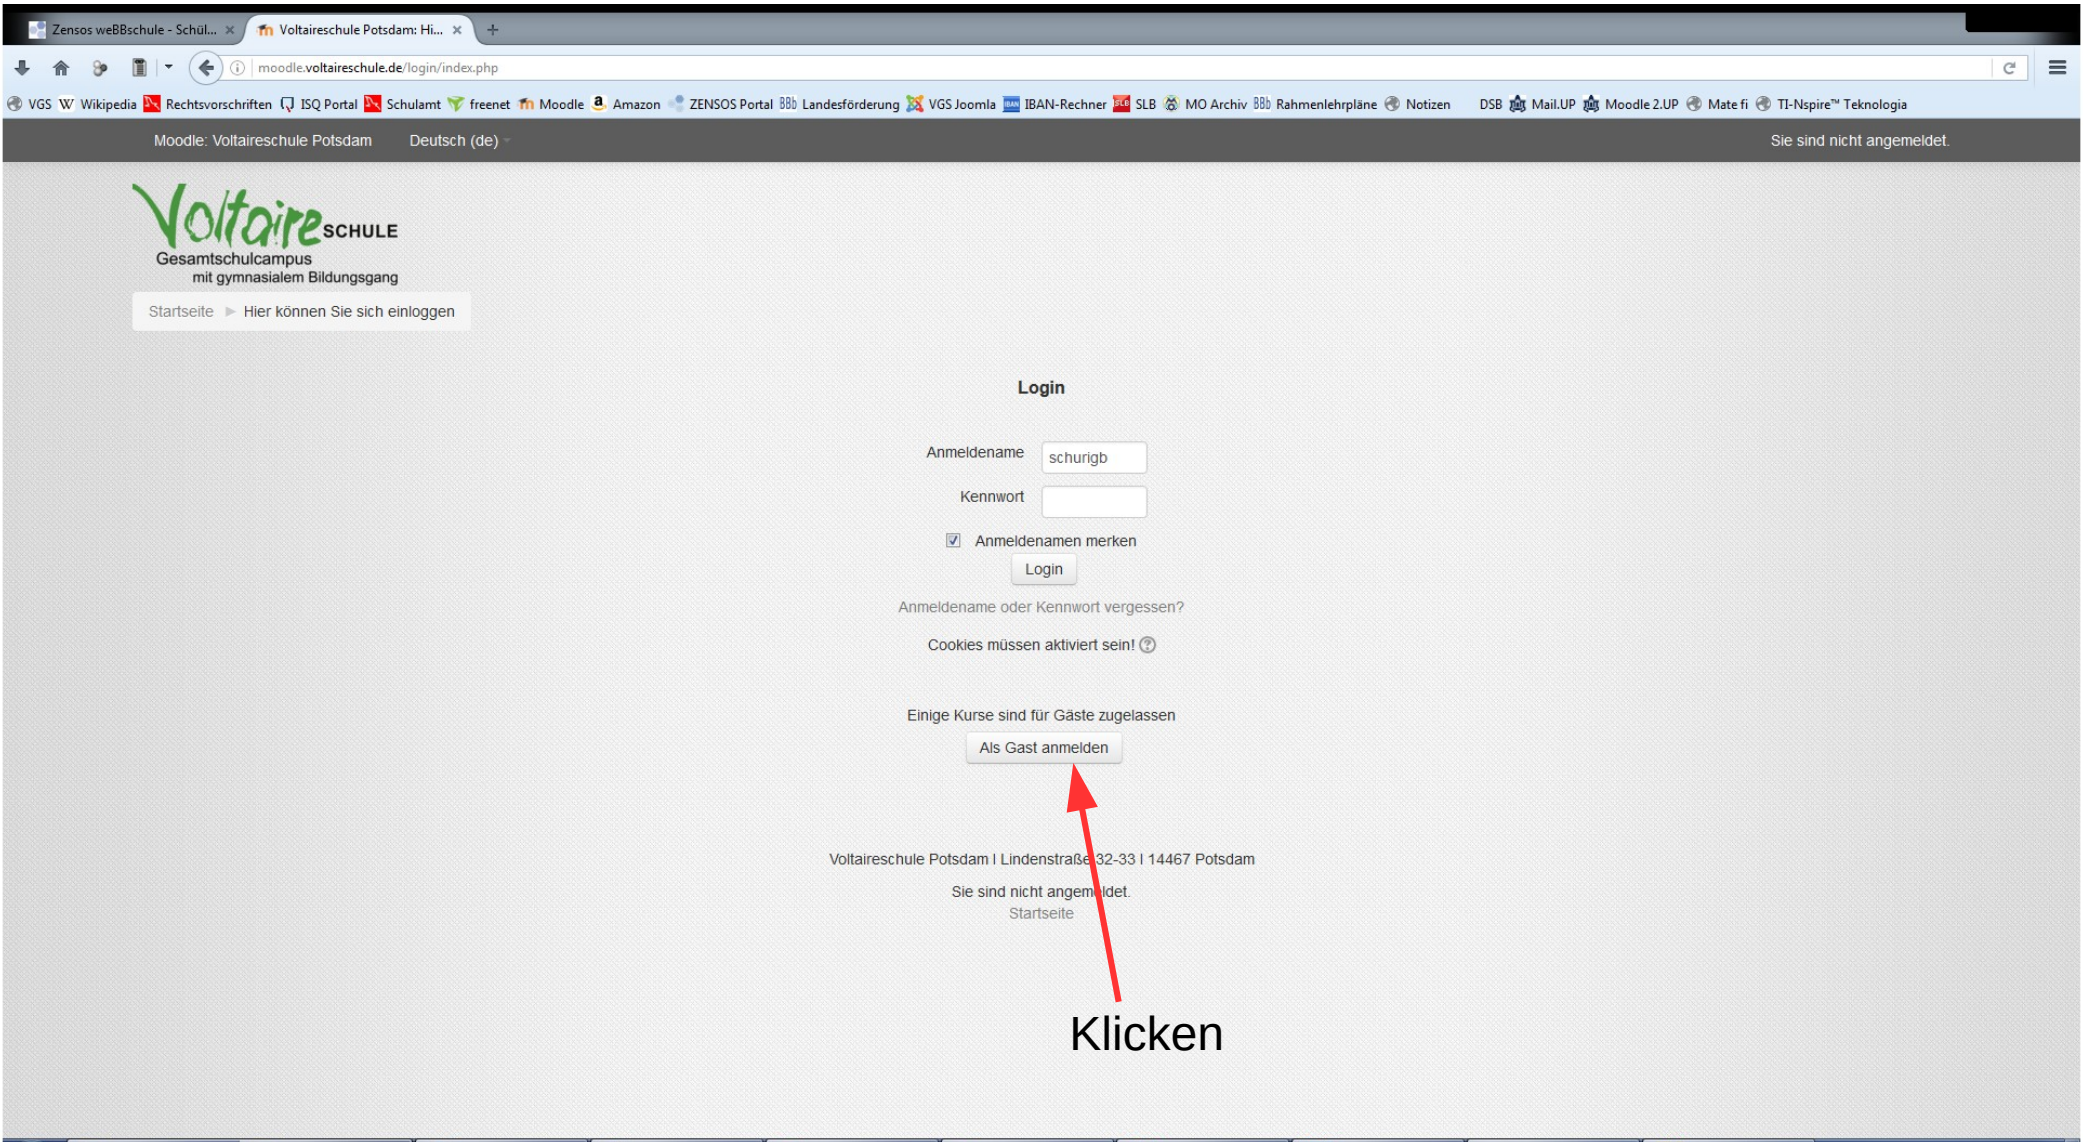 Zensos weBBschule - Schül...
Voltaireschule Potsdam: Hi...
moodle.voltaireschule.de/login/index.php
VGS Wikipedia Rechtsvorschriften ISQ Portal Schulamt freenet Moodle Amazon ZENSOS Portal Landesförderung VGS Joomla IBAN-Rechner SLB MO Archiv Rahmenlehrpläne Notizen DSB Mail.UP Moodle 2.UP Mate fi TI-Nspire™ Teknologia
Moodle: Voltaireschule Potsdam Deutsch (de) Sie sind nicht angemeldet.
Voltaire SCHULE
Gesamtschulcampus
mit gymnasialem Bildungsgang
Startseite ► Hier können Sie sich einloggen
Login
Anmeldename schurigb
Kennwort
Anmeldenamen merken
Login
Anmeldename oder Kennwort vergessen?
Cookies müssen aktiviert sein!
Einige Kurse sind für Gäste zugelassen
Als Gast anmelden
Voltaireschule Potsdam I Lindenstraße 32-33 I 14467 Potsdam
Sie sind nicht angemeldet.
Startseite
Klicken